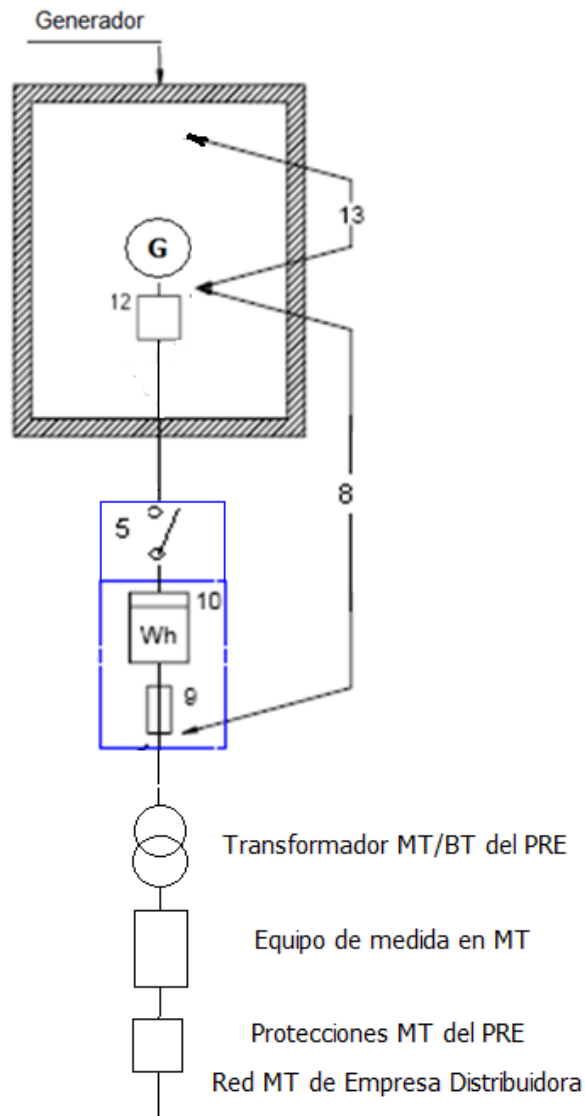 Generador
13
G
12
8
5
10
Wh
9
Transformador MT/BT del PRE
Equipo de medida en MT
Protecciones MT del PRE
Red MT de Empresa Distribuidora